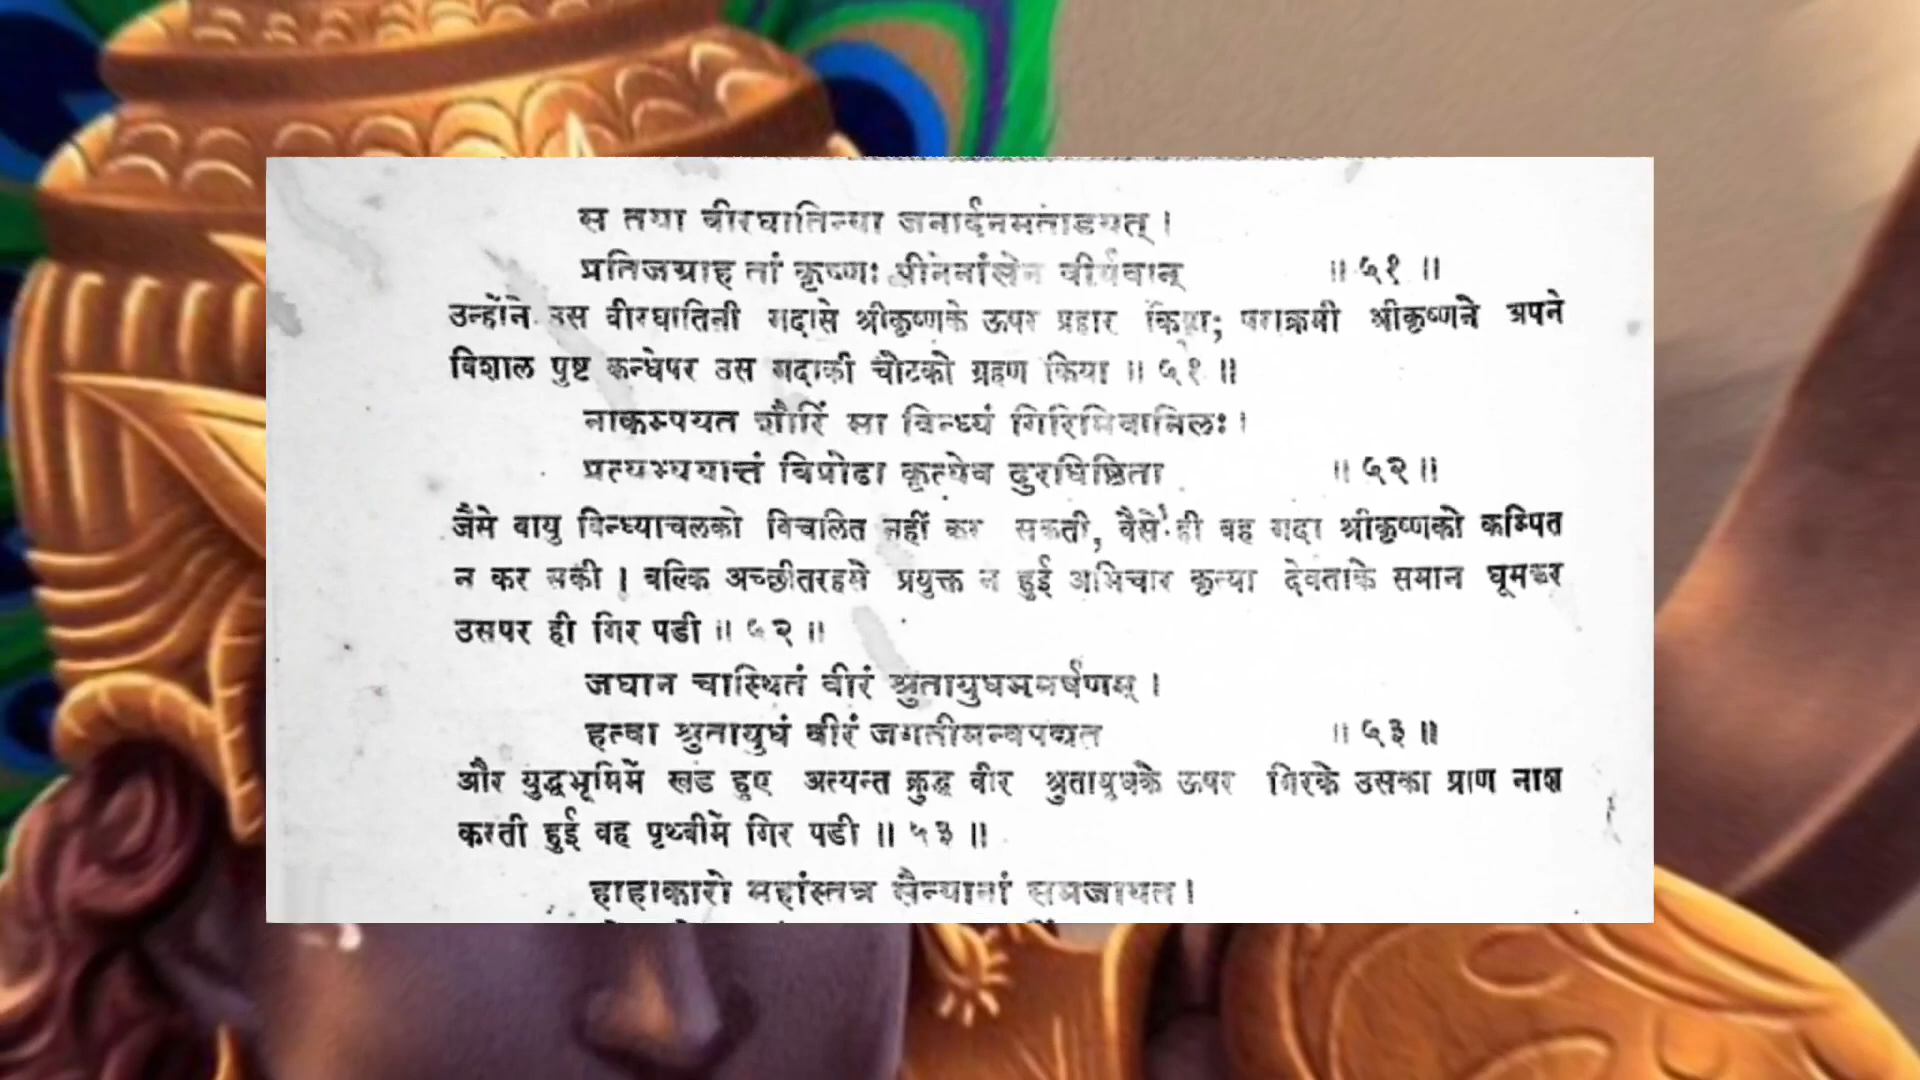 स तया वीरघातिन्या जनार्दनमताडयत् ।
प्रतिजग्राह तां कृष्णः पीनेनांसेन वीर्यवान् ॥ ५१ ॥
उन्होंने उस वीरघातिनी गदासे श्रीकृष्णके ऊपर प्रहार किया; पराक्रमी श्रीकृष्णने अपने
विशाल पुष्ट कन्धेपर उस गदाकी चोटको ग्रहण किया ॥ ५१ ॥
नाकम्पयत शौरिं सा विन्ध्यं गिरिमिवानिलः ।
प्रत्यभ्ययात्तं विप्रोढा कृत्येव दुरधिष्ठिता ॥ ५२ ॥
जैसे वायु विन्ध्याचलको विचलित नहीं कर सकती, वैसे ही वह गदा श्रीकृष्णको कम्पित
न कर सकी । बल्कि अच्छीतरहसे प्रयुक्त न हुई अभिचार कृत्या देवताके समान घूमकर
उसपर ही गिर पडी ॥ ५२ ॥
जघान चास्थितं वीरं श्रुतायुधममर्षणम् ।
हत्वा श्रुतायुधं वीरं जगतीमन्वपद्यत ॥ ५३ ॥
और युद्धभूमिमें खडे हुए अत्यन्त क्रुद्ध वीर श्रुतायुधके ऊपर गिरके उसका प्राण नाश
करती हुई वह पृथ्वीमें गिर पडी ॥ ५३ ॥
हाहाकारो महांस्तत्र सैन्यानां समजायत ।